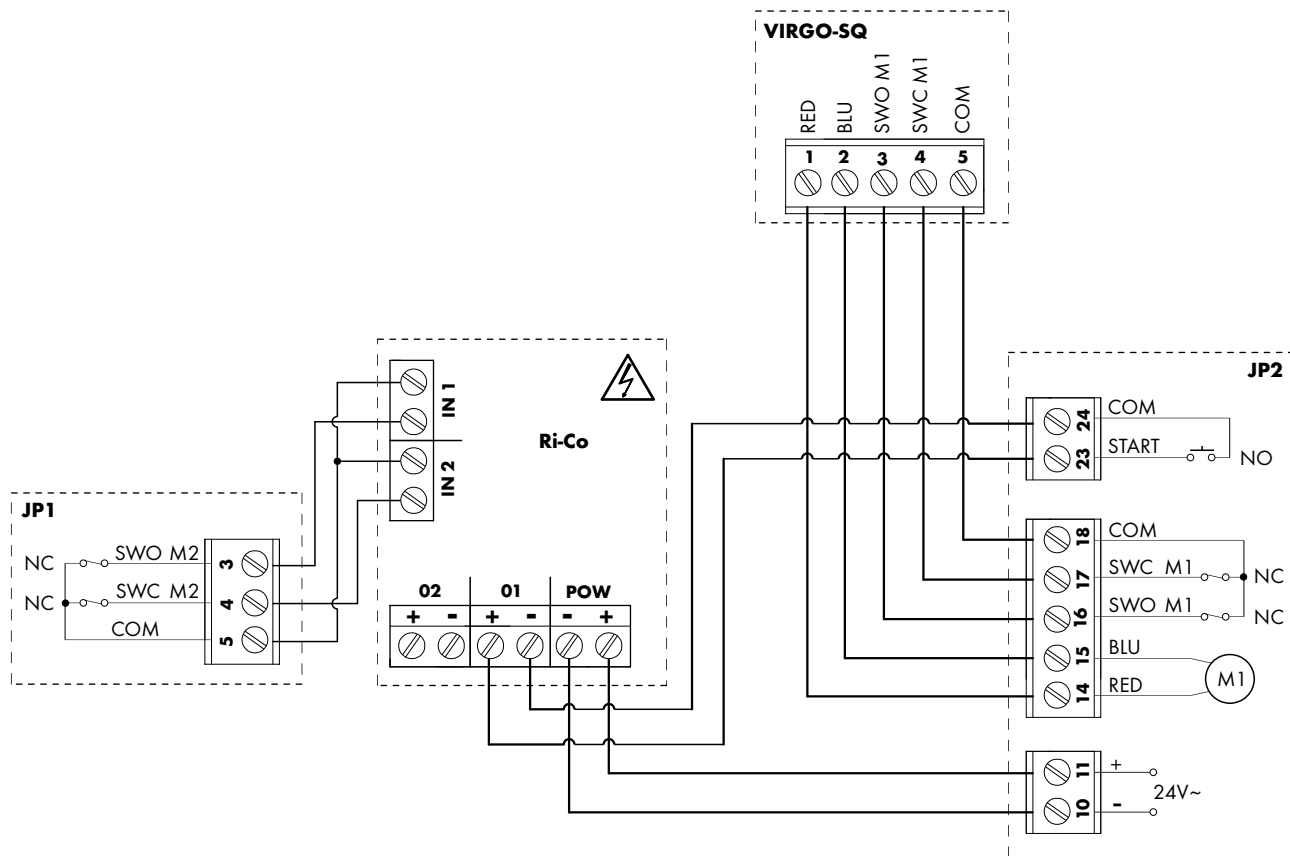 VIRGO-SQ
RED
BLU
SWO M1
SWC M1
COM
1 2 3 4 5
JP2
IN 1
IN 2
Ri-Co
24 COM
23 START NO
JP1
NC SWO M2 3
NC SWC M2 4
COM 5
18 COM
17 SWC M1 NC
16 SWO M1 NC
15 BLU
14 RED
M1
02 01 POW
+ - + - - +
11 +
24V~
10 -